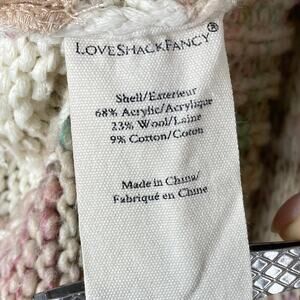 LOVESHACKFANCY®
Shell/Exterieur
68% Acrylic/Acrylique
23% Wool/Laine
9% Cotton/Coton
Made in China/
Fabriqué en Chine